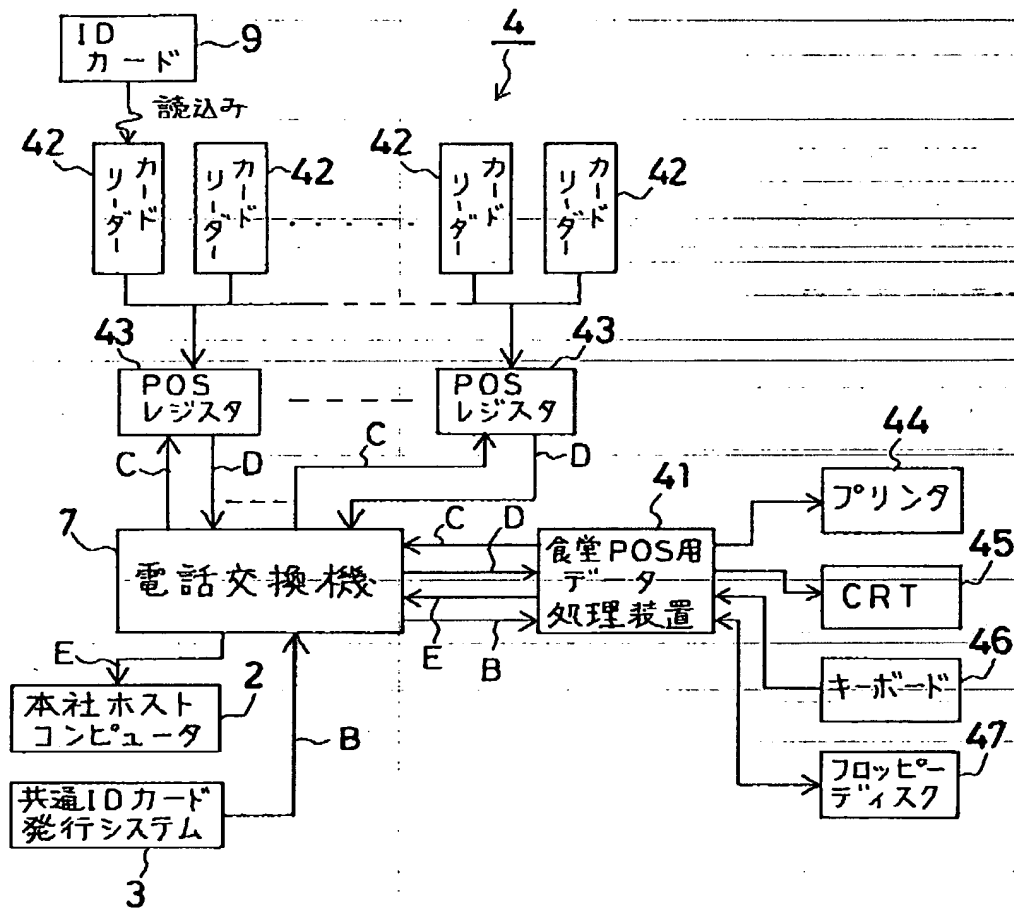 ID
カード
9
4
読込み
42
カード
リーダー
カード
リーダー
42
42
カード
リーダー
カード
リーダー
42
43
POS
レジスタ
POS
レジスタ
43
C
D
C
D
44
プリンタ
7
電話交換機
C
D
E
B
41
食堂POS用
データ
処理装置
45
CRT
46
キーボード
47
フロッピー
ディスク
E
2
本社ホスト
コンピュータ
B
共通IDカード
発行システム
3